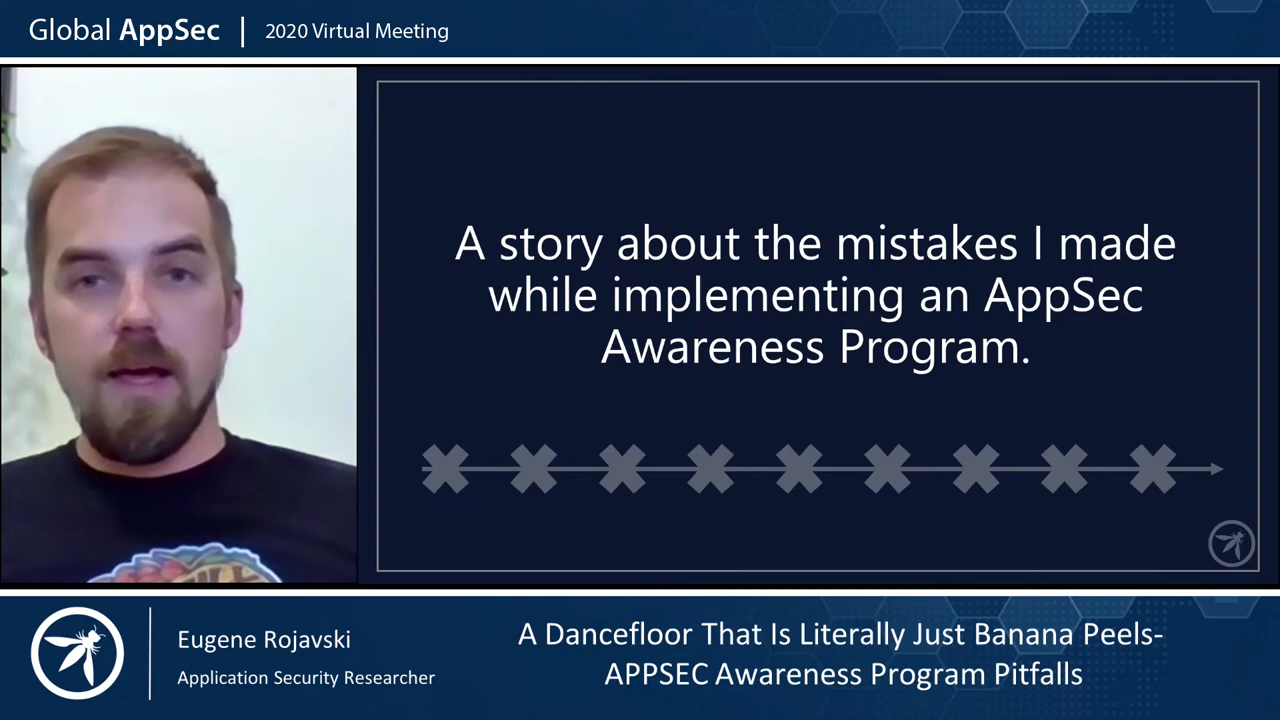 Global AppSec | 2020 Virtual Meeting
A story about the mistakes I made
while implementing an AppSec
Awareness Program.
Eugene Rojavski
Application Security Researcher
A Dancefloor That Is Literally Just Banana Peels-
APPSEC Awareness Program Pitfalls